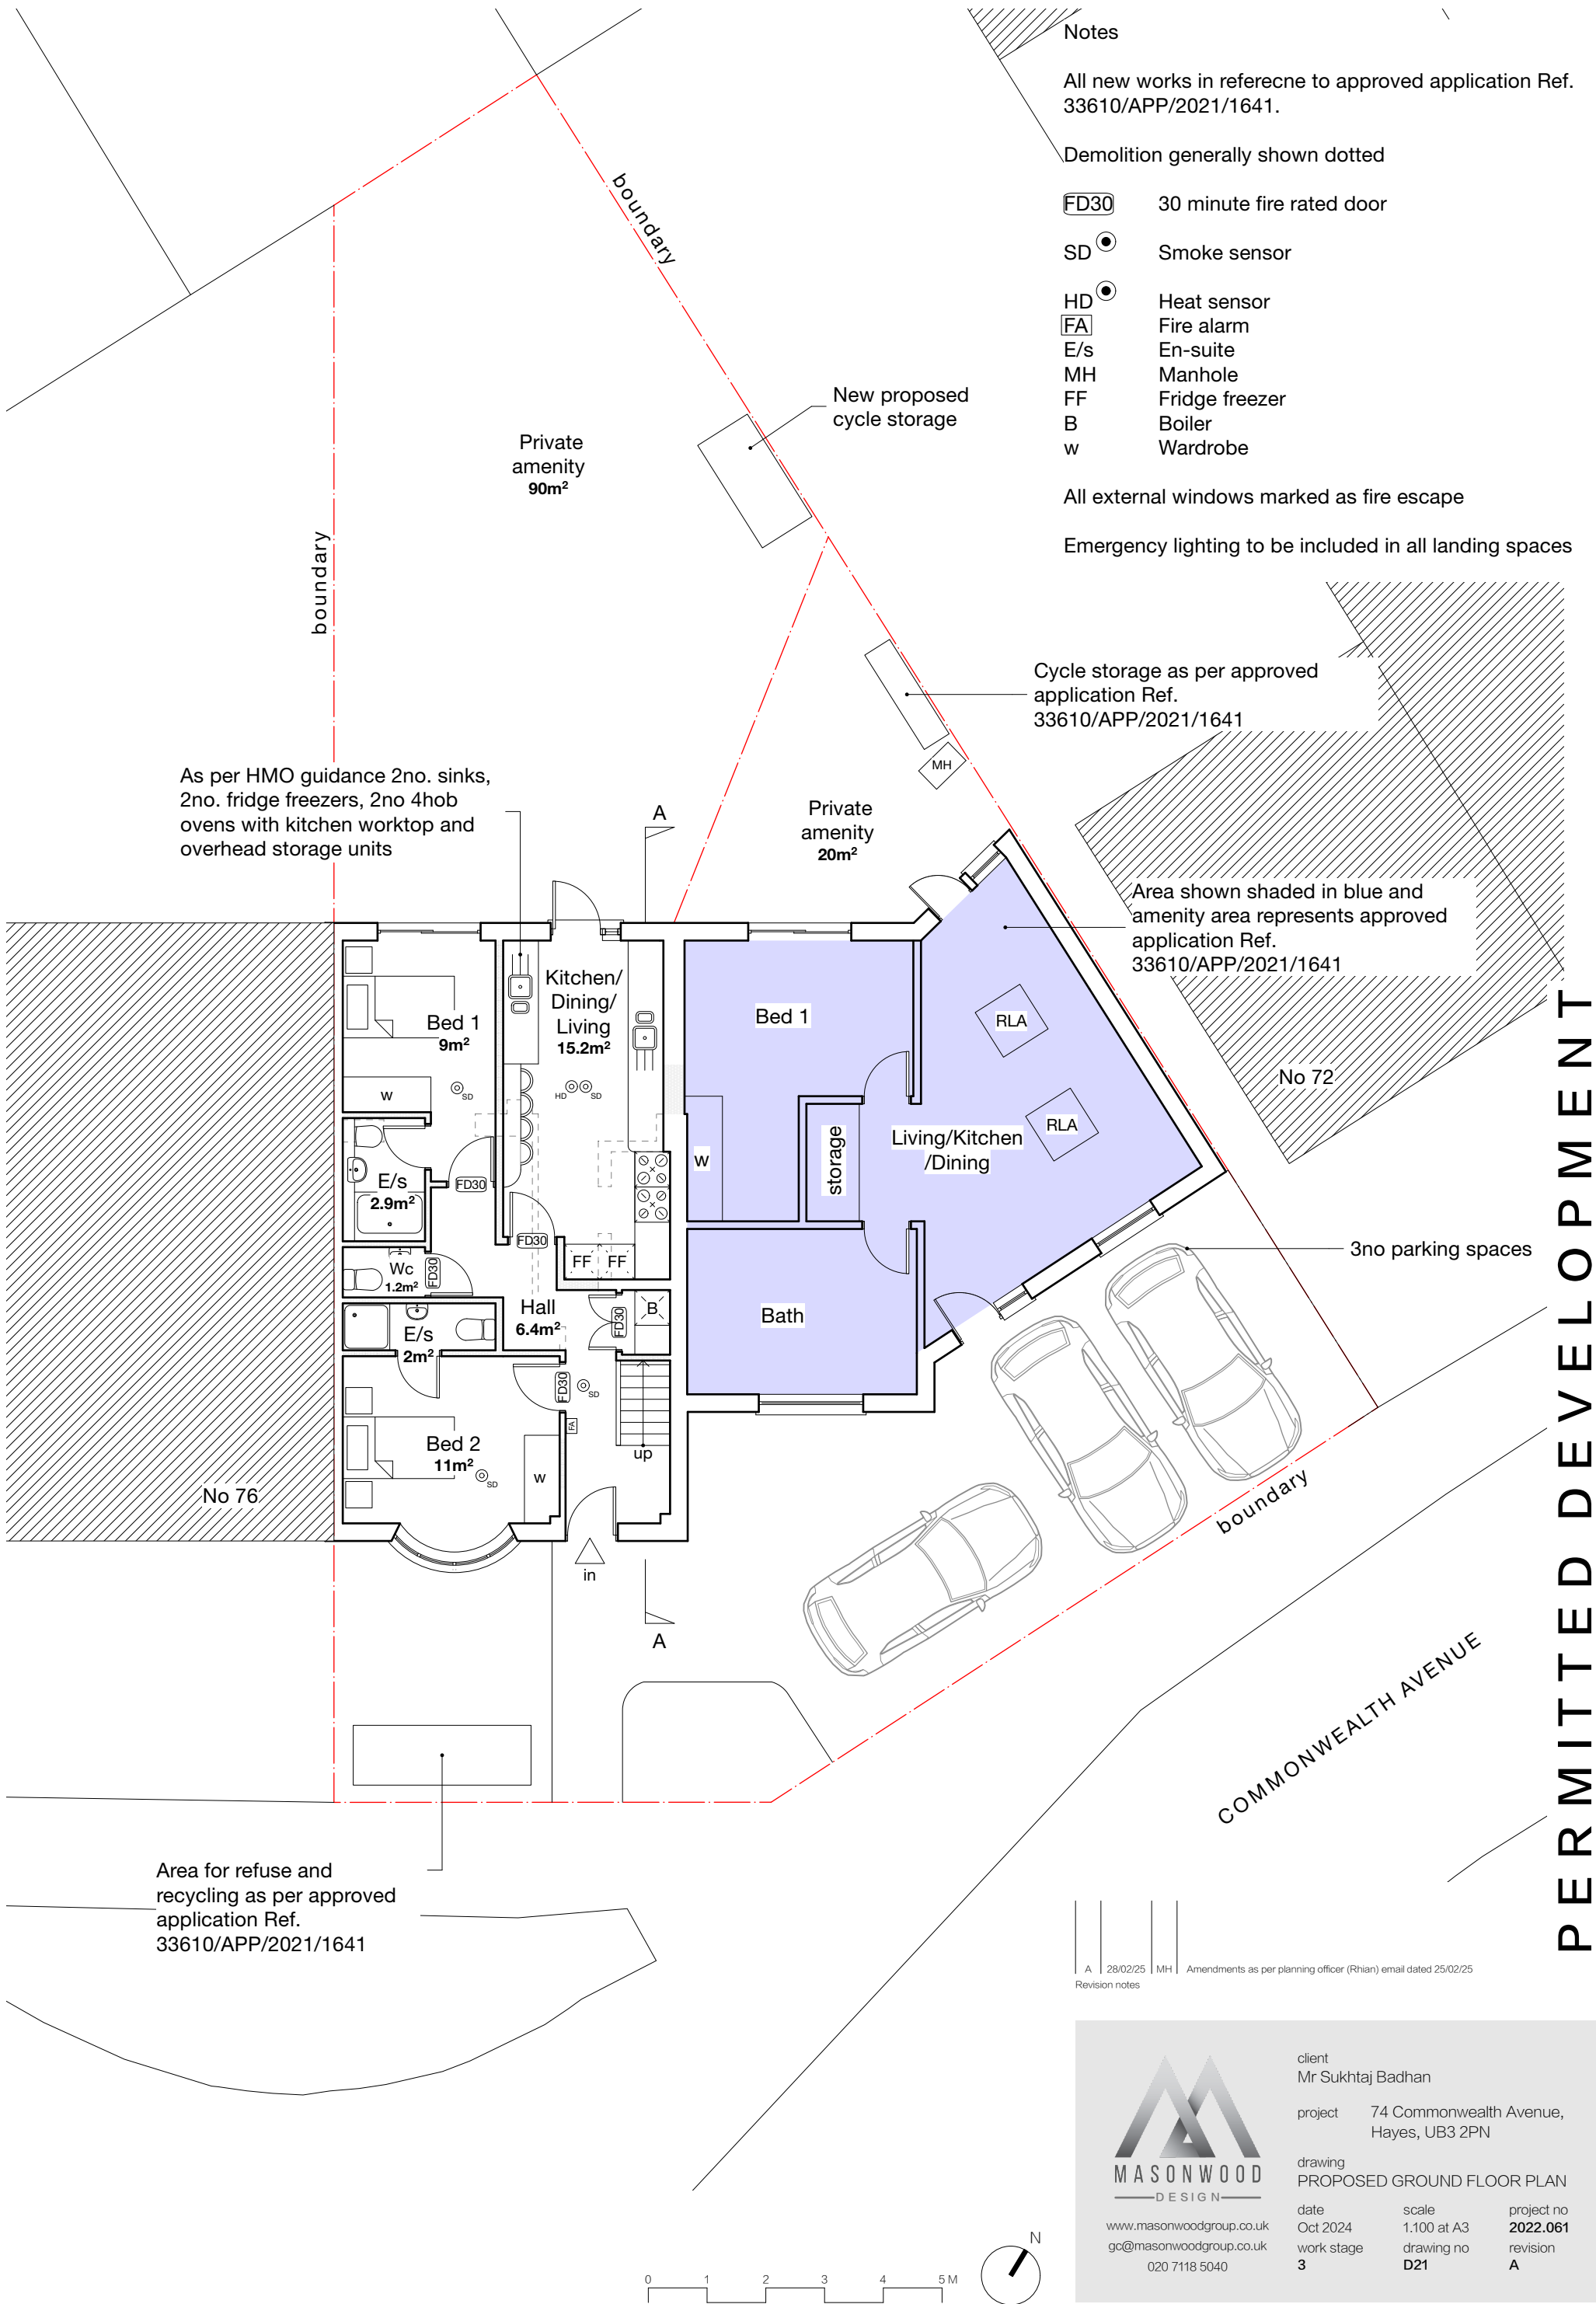 Notes
All new works in referecne to approved application Ref.
33610/APP/2021/1641.
Demolition generally shown dotted
FD30 30 minute fire rated door
SD Smoke sensor
HD Heat sensor
FA Fire alarm
E/s En-suite
MH Manhole
FF Fridge freezer
B Boiler
w Wardrobe
All external windows marked as fire escape
Emergency lighting to be included in all landing spaces
boundary
New proposed
cycle storage
Private
amenity
90m²
boundary
Cycle storage as per approved
application Ref.
33610/APP/2021/1641
MH
As per HMO guidance 2no. sinks,
2no. fridge freezers, 2no 4hob
ovens with kitchen worktop and
overhead storage units
A
Private
amenity
20m²
Area shown shaded in blue and
amenity area represents approved
application Ref.
33610/APP/2021/1641
Kitchen/
Dining/
Living
15.2m²
Bed 1
9m²
w
SD
HD
SD
Bed 1
RLA
RLA
No 72
Living/Kitchen
/Dining
storage
w
E/s
2.9m²
FD30
FD30
FF
FF
Wc
1.2m²
FD30
Hall
6.4m²
FD30
B
E/s
2m²
Bath
3no parking spaces
FD30
SD
FA
up
Bed 2
11m²
SD
w
No 76
in
A
boundary
COMMONWEALTH AVENUE
PERMITTED DEVELOPMENT
Area for refuse and
recycling as per approved
application Ref.
33610/APP/2021/1641
A 28/02/25 MH Amendments as per planning officer (Rhian) email dated 25/02/25
Revision notes
MASONWOOD
DESIGN
www.masonwoodgroup.co.uk
gc@masonwoodgroup.co.uk
020 7118 5040
client
Mr Sukhtaj Badhan
project 74 Commonwealth Avenue,
Hayes, UB3 2PN
drawing
PROPOSED GROUND FLOOR PLAN
date scale project no
Oct 2024 1.100 at A3 2022.061
work stage drawing no revision
3 D21 A
N
0 1 2 3 4 5 M